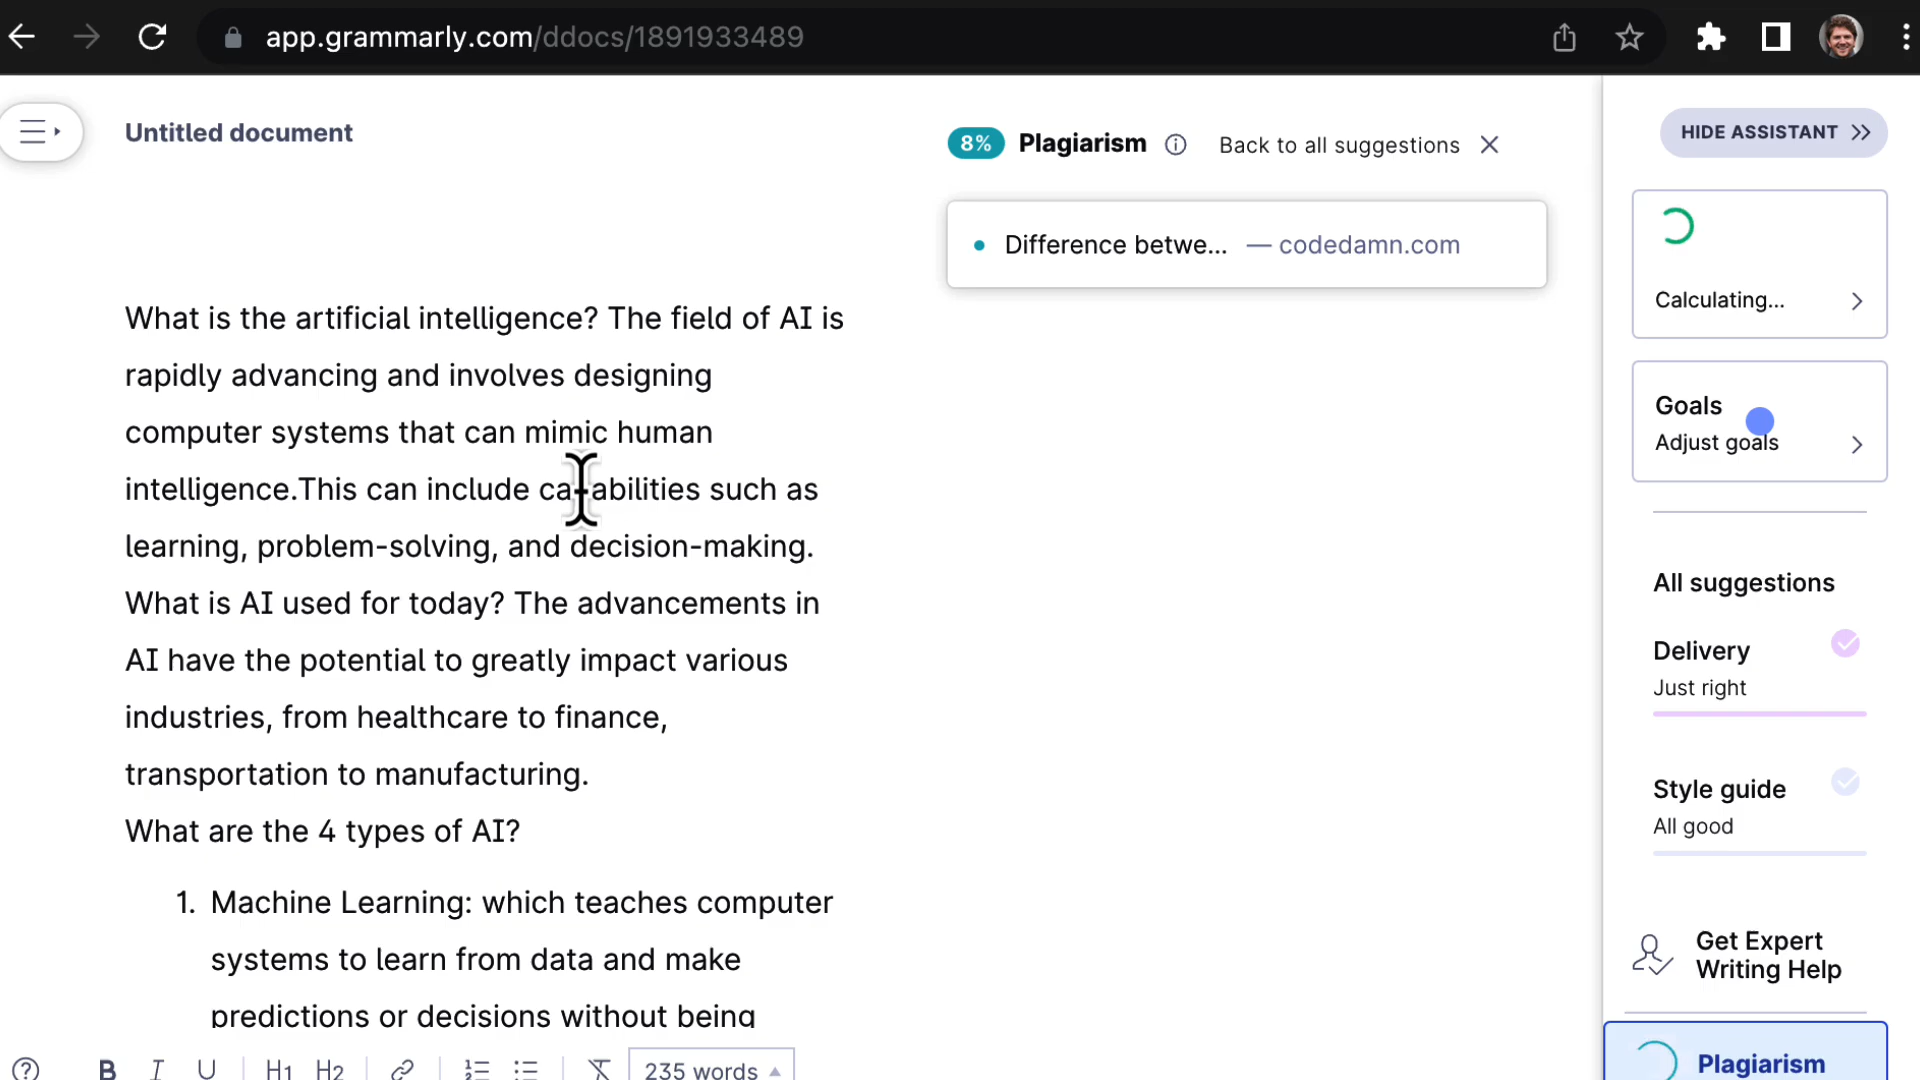 app.grammarly.com/ddocs/1891933489
Untitled document
8% Plagiarism Back to all suggestions
HIDE ASSISTANT
Difference betwe... — codedamn.com
Calculating...
Goals
Adjust goals
What is the artificial intelligence? The field of AI is
rapidly advancing and involves designing
computer systems that can mimic human
intelligence.This can include capabilities such as
learning, problem-solving, and decision-making.
What is AI used for today? The advancements in
AI have the potential to greatly impact various
industries, from healthcare to finance,
transportation to manufacturing.
What are the 4 types of AI?
1. Machine Learning: which teaches computer
systems to learn from data and make
predictions or decisions without being
All suggestions
Delivery
Just right
Style guide
All good
Get Expert
Writing Help
Plagiarism
B I U H1 H2
235 words